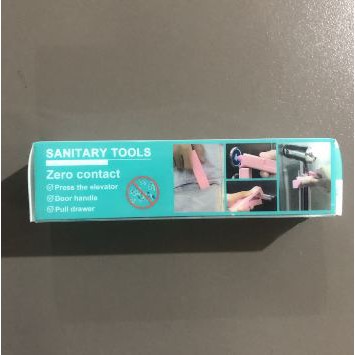 SANITARY TOOLS
Zero contact
Press the elevator
Door handle
Pull drawer